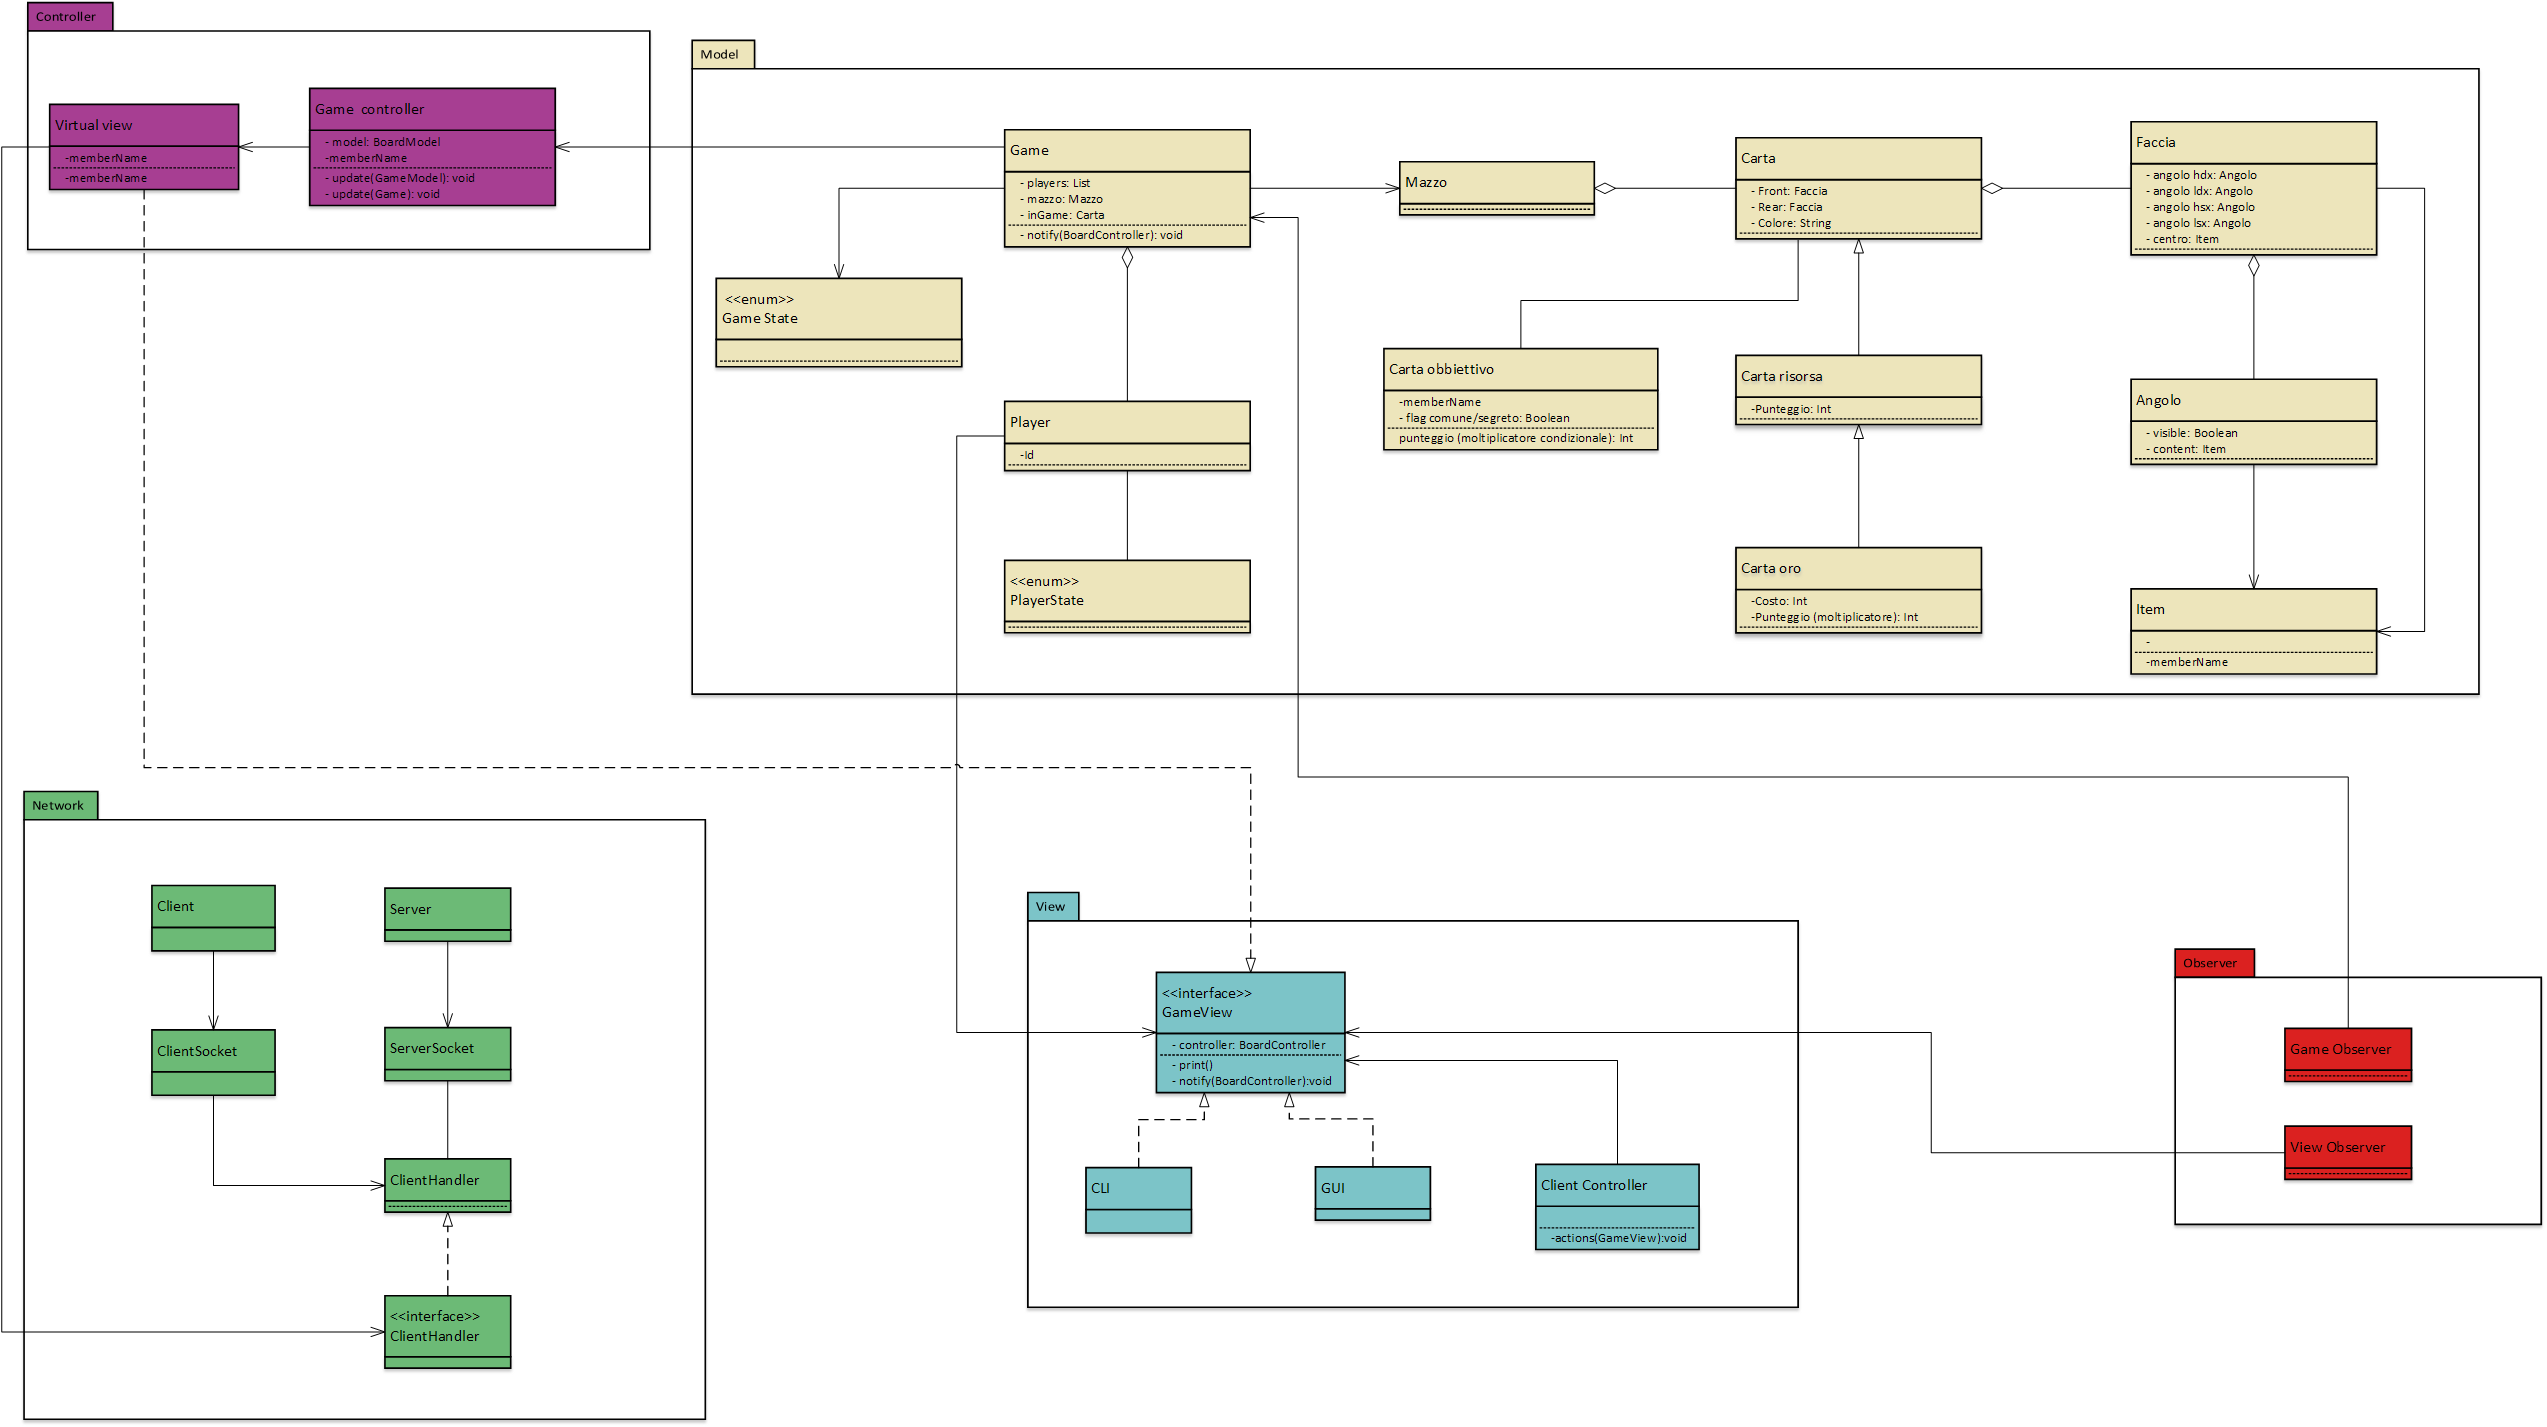 Controller
Virtual view
-memberName
-memberName
Game  controller
- model: BoardModel
-memberName
- update(GameModel): void
- update(Game): void
Model
Game
- players: List
- mazzo: Mazzo
- inGame: Carta
- notify(BoardController): void
<<enum>>
Game State
Player
-Id
<<enum>>
PlayerState
Mazzo
Carta
- Front: Faccia
- Rear: Faccia
- Colore: String
Carta obbiettivo
-memberName
- flag comune/segreto: Boolean
punteggio (moltiplicatore condizionale): Int
Carta risorsa
-Punteggio: Int
Carta oro
-Costo: Int
-Punteggio (moltiplicatore): Int
Faccia
- angolo hdx: Angolo
- angolo ldx: Angolo
- angolo hsx: Angolo
- angolo lsx: Angolo
- centro: Item
Angolo
- visible: Boolean
- content: Item
Item
-
-memberName
Network
Client
Server
ClientSocket
ServerSocket
ClientHandler
<<interface>>
ClientHandler
View
<<interface>>
GameView
- controller: BoardController
- print()
- notify(BoardController):void
CLI
GUI
Client Controller
-actions(GameView):void
Observer
Game Observer
View Observer